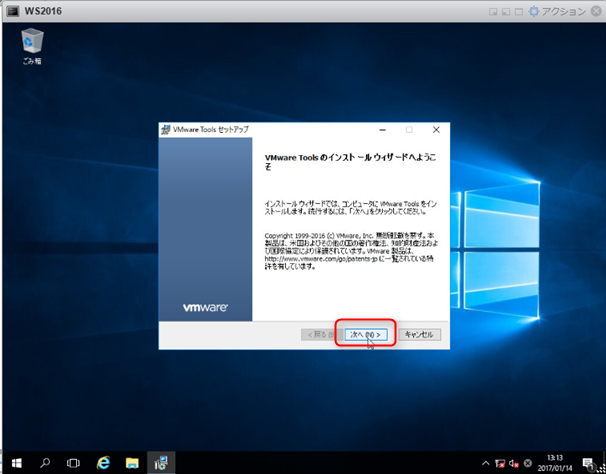 WS2016
アクション
ごみ箱
VMware Tools セットアップ
VMware Tools のインストール ウィザードへようこ
そ
インストール ウィザードでは、コンピュータに VMware Tools をイン
ストールします。続行するには、「次へ」をクリックしてください。
Copyright 1999-2016 (c) VMware, Inc. 無断転載を禁ず。本
製品は、米国およびその他の国の著作権法、知的財産法およ
び国際協定により保護されています。VMware 製品は、
http://www.vmware.com/go/patents-jp に一覧されている特
許を有しています。
vmware
< 戻る
次へ (N) >
キャンセル
13:13
2017/01/14